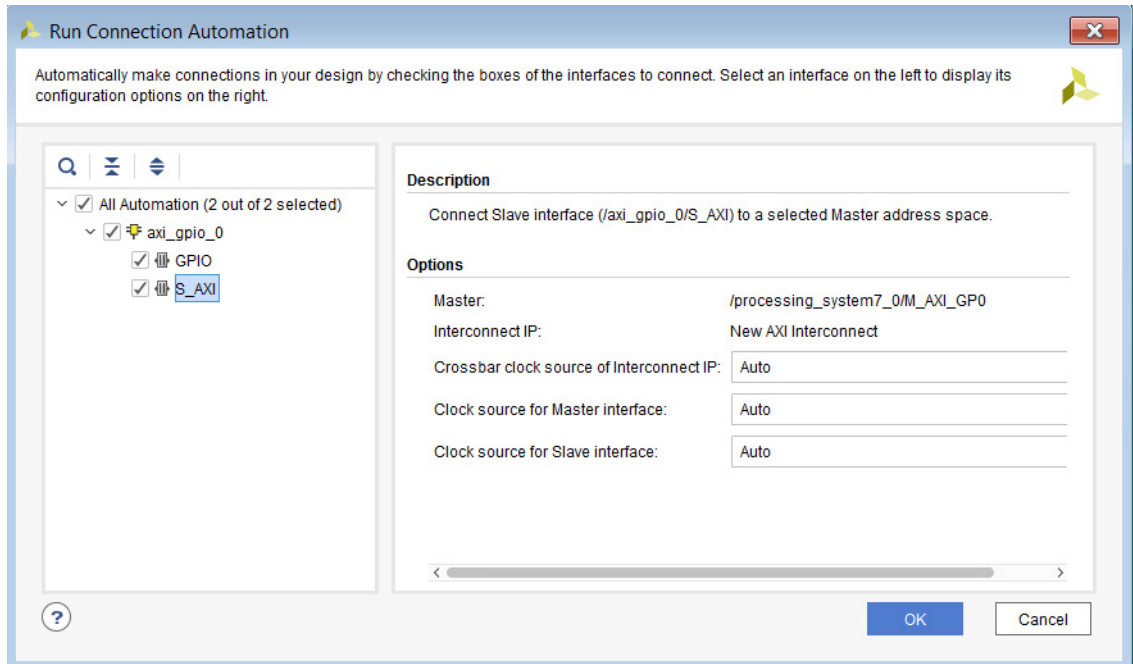 Run Connection Automation
Automatically make connections in your design by checking the boxes of the interfaces to connect. Select an interface on the left to display its
configuration options on the right.
All Automation (2 out of 2 selected)
axi_gpio_0
GPIO
S_AXI
Description
Connect Slave interface (/axi_gpio_0/S_AXI) to a selected Master address space.
Options
Master: /processing_system7_0/M_AXI_GP0
Interconnect IP: New AXI Interconnect
Crossbar clock source of Interconnect IP: Auto
Clock source for Master interface: Auto
Clock source for Slave interface: Auto
?
OK
Cancel